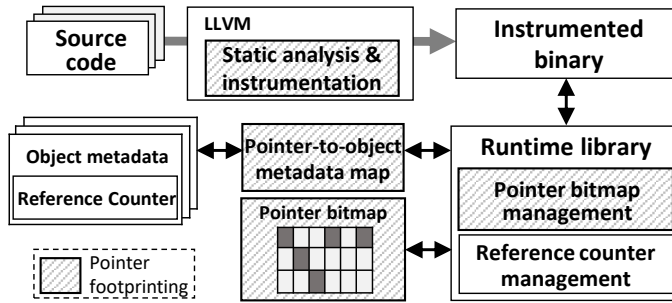 Source
code
LLVM
Static analysis &
instrumentation
Instrumented
binary
Object metadata
Reference Counter
Pointer-to-object
metadata map
Pointer bitmap
Runtime library
Pointer bitmap
management
Reference counter
management
Pointer
footprinting